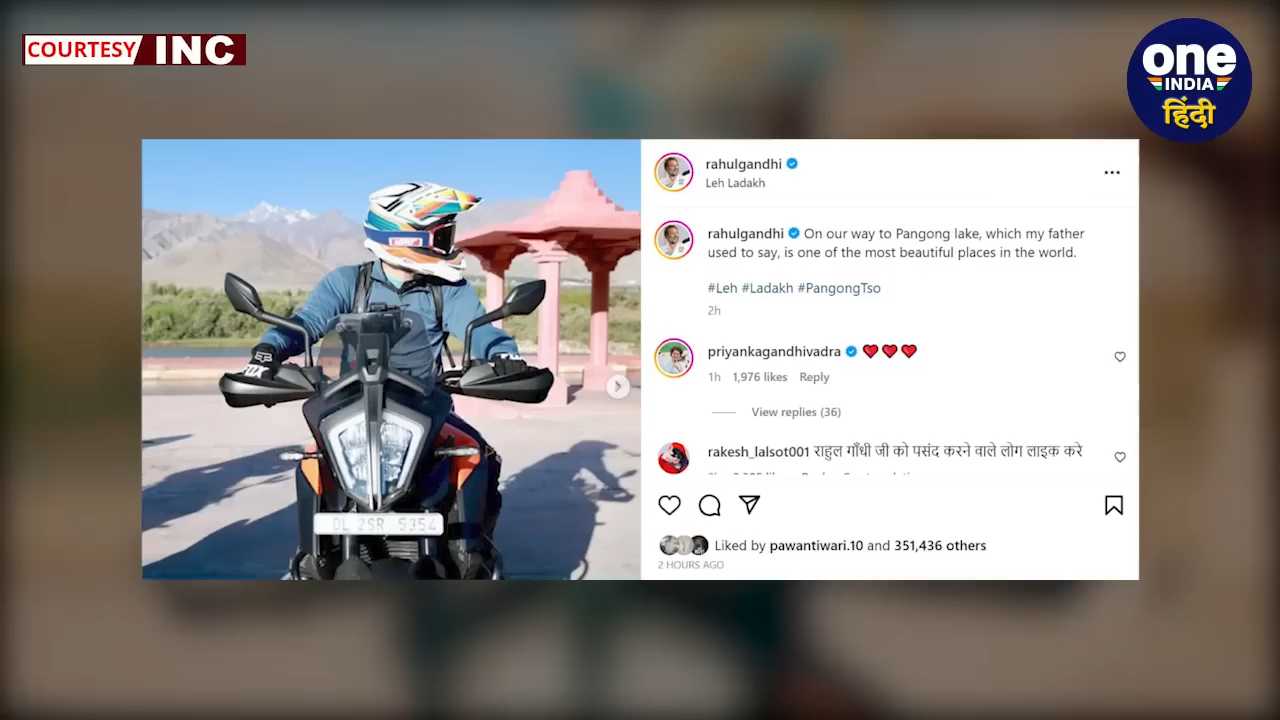 COURTESY INC
one
INDIA
हिंदी
rahulgandhi
Leh Ladakh
rahulgandhi On our way to Pangong lake, which my father
used to say, is one of the most beautiful places in the world.
#Leh #Ladakh #PangongTso
2h
priyankagandhivadra ❤️❤️❤️
1h 1,976 likes Reply
View replies (36)
rakesh_lalsot001 राहुल गाँधी जी को पसंद करने वाले लोग लाइक करे
FOX
DL 2SR 5354
Liked by pawantiwari.10 and 351,436 others
2 HOURS AGO